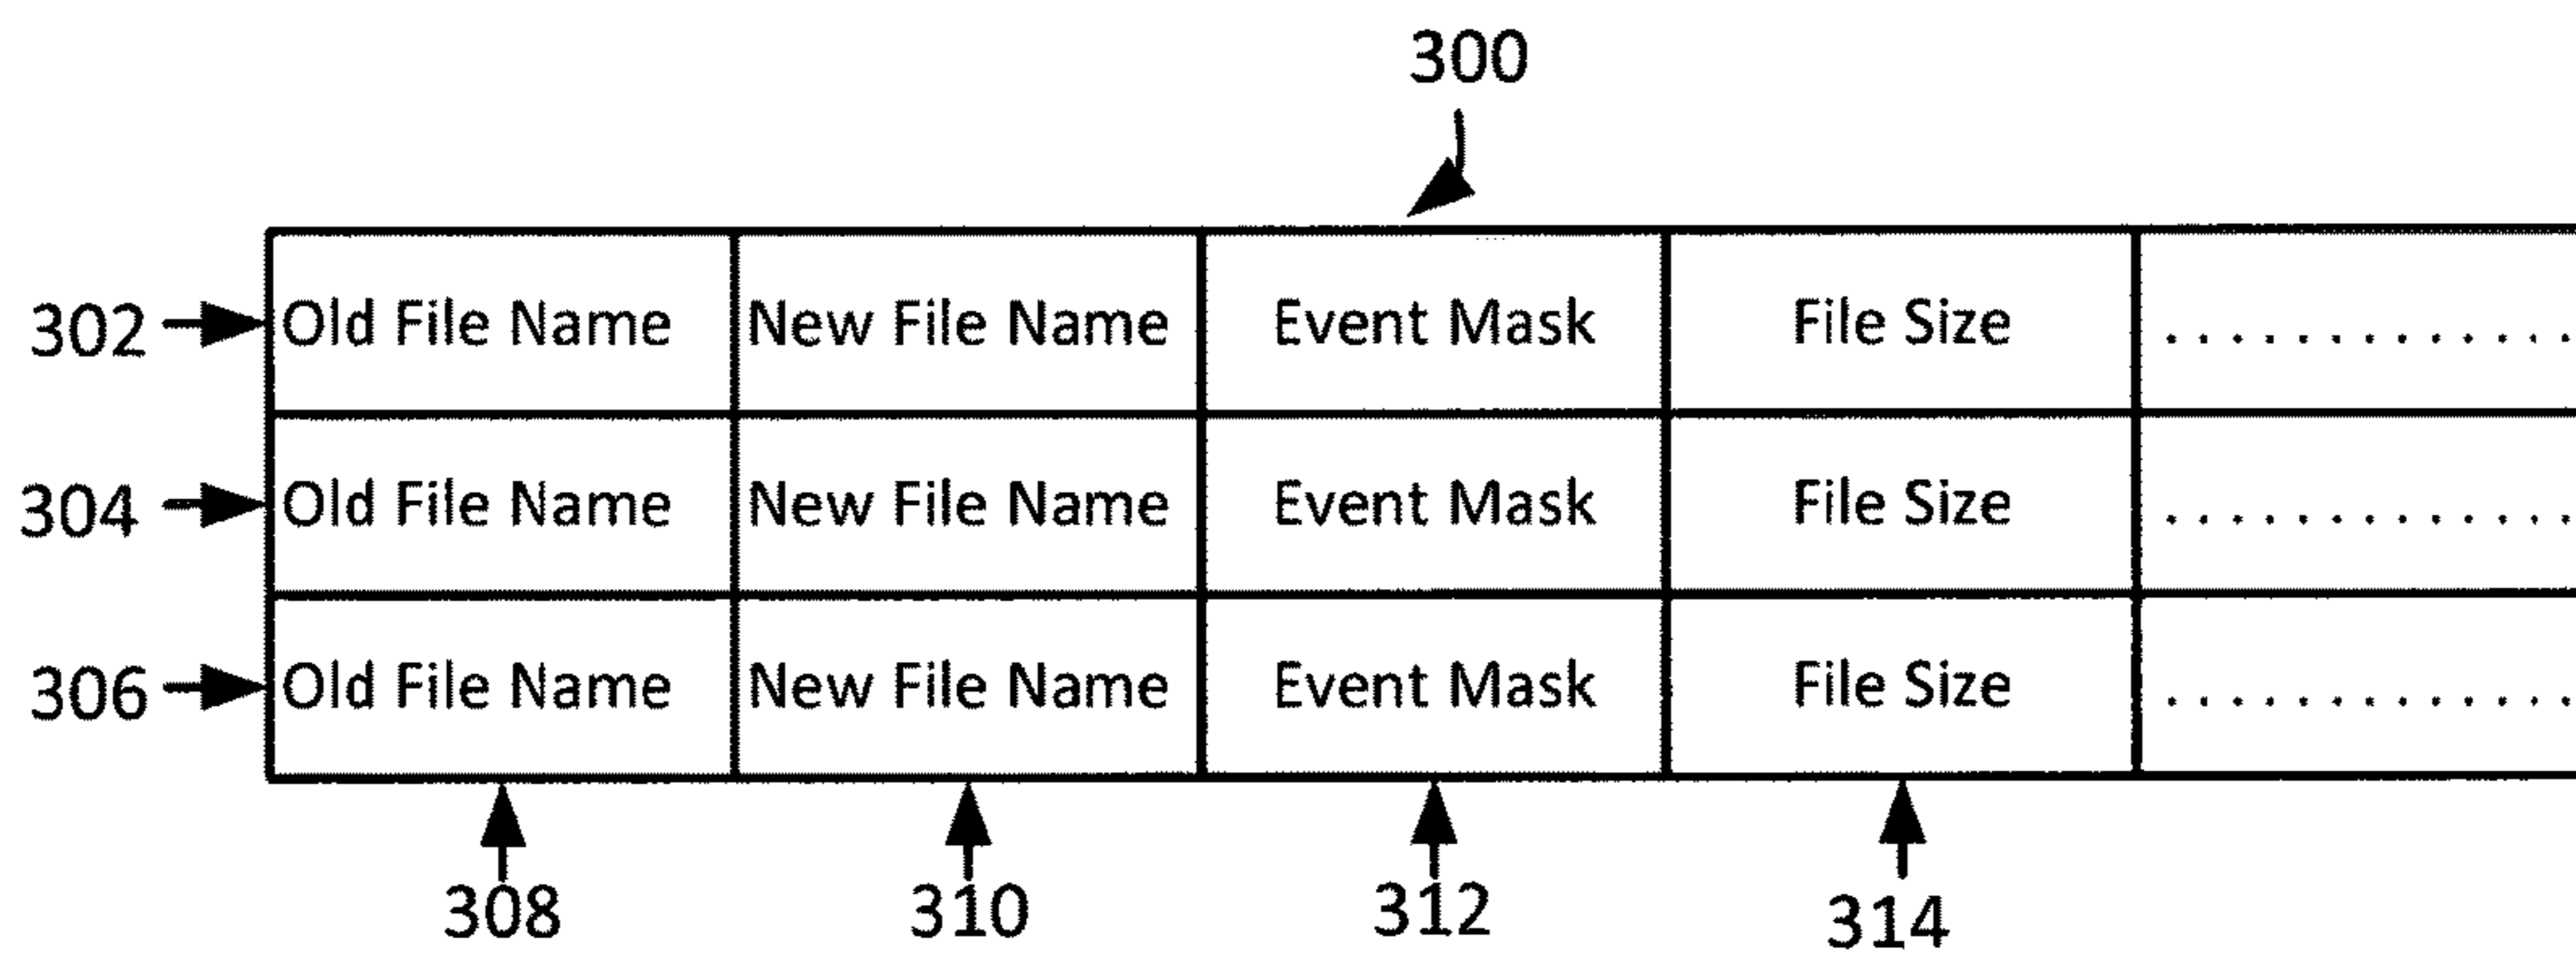 300
302 Old File Name New File Name Event Mask File Size . . . . . . . . . . . . .
304 Old File Name New File Name Event Mask File Size . . . . . . . . . . . . .
306 Old File Name New File Name Event Mask File Size . . . . . . . . . . . . .
308 310 312 314